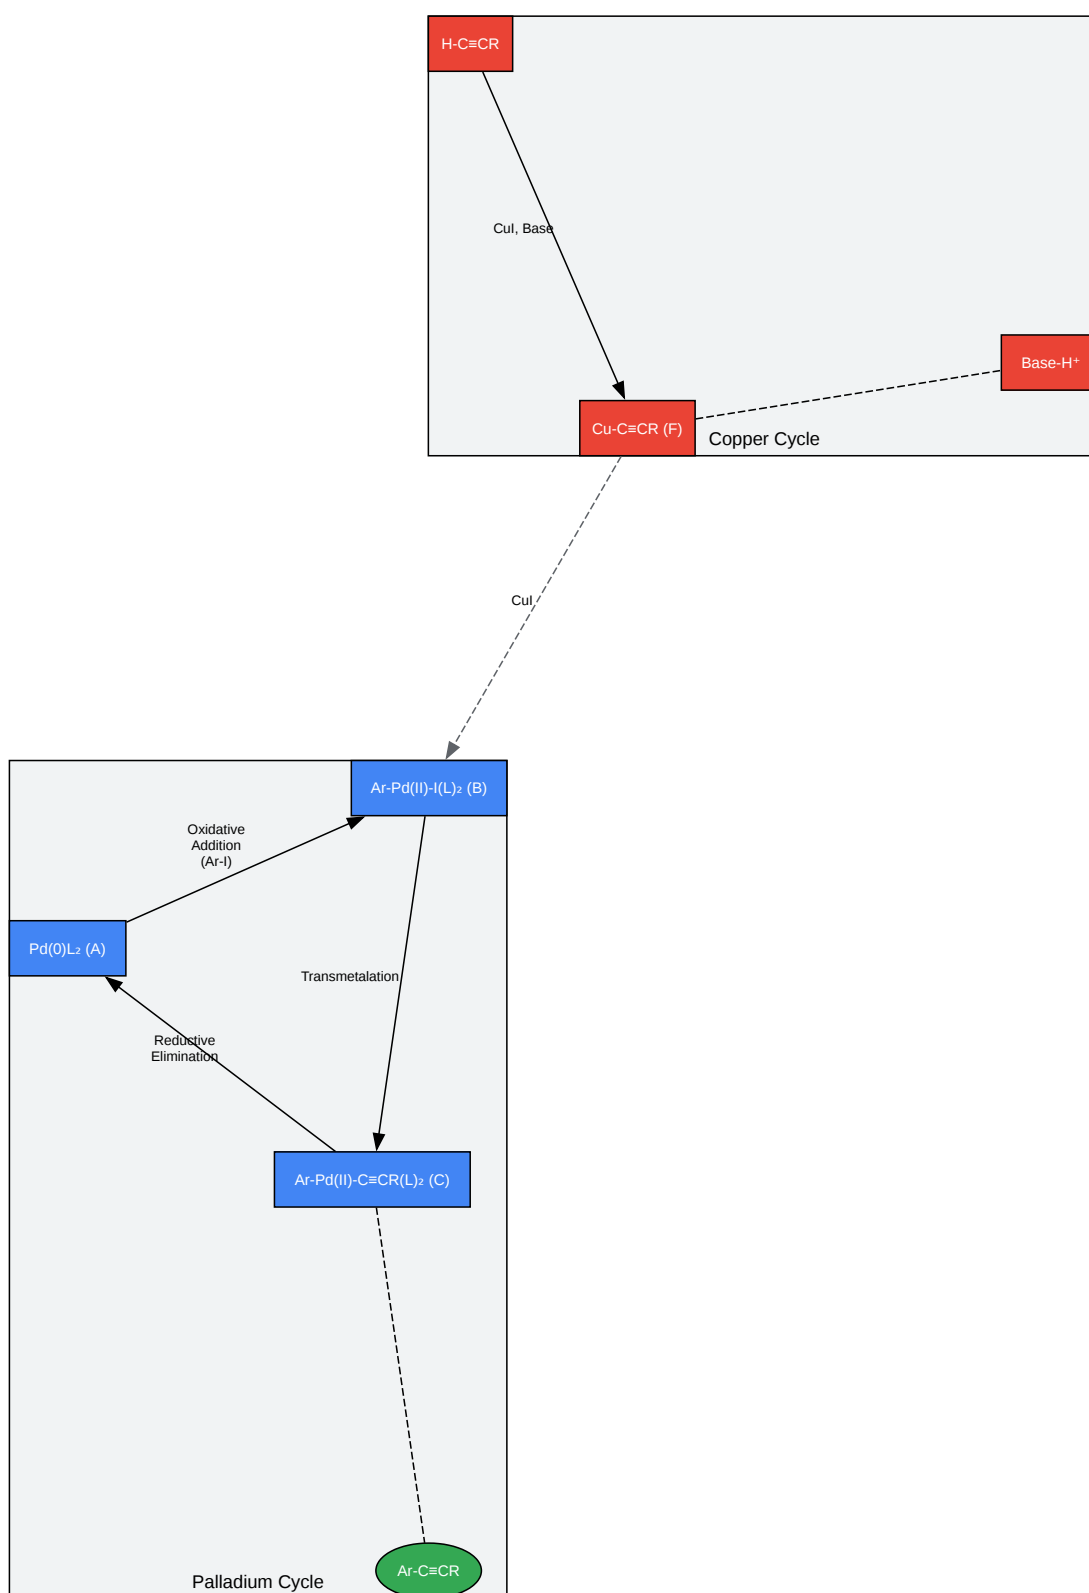 H-C≡CR
CuI, Base
Base-H⁺
Cu-C≡CR (F)
Copper Cycle
CuI
Ar-Pd(II)-I(L)₂ (B)
Oxidative
Addition
(Ar-I)
Pd(0)L₂ (A)
Transmetalation
Reductive
Elimination
Ar-Pd(II)-C≡CR(L)₂ (C)
Ar-C≡CR
Palladium Cycle